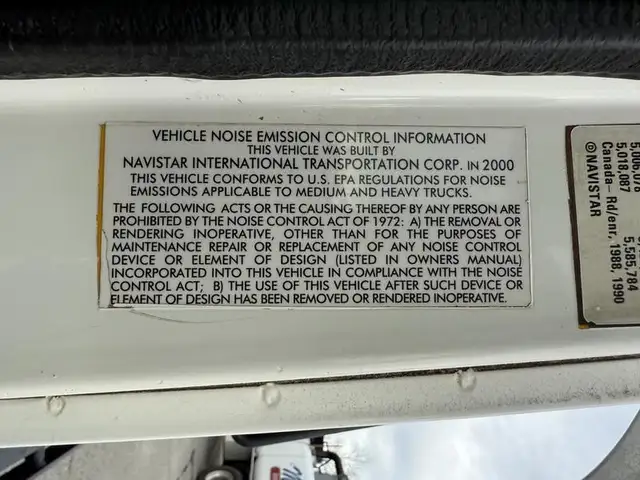 VEHICLE NOISE EMISSION CONTROL INFORMATION
THIS VEHICLE WAS BUILT BY
NAVISTAR INTERNATIONAL TRANSPORTATION CORP. IN 2000
THIS VEHICLE CONFORMS TO U.S. EPA REGULATIONS FOR NOISE
EMISSIONS APPLICABLE TO MEDIUM AND HEAVY TRUCKS.
THE FOLLOWING ACTS OR THE CAUSING THEREOF BY ANY PERSON ARE
PROHIBITED BY THE NOISE CONTROL ACT OF 1972: A) THE REMOVAL OR
RENDERING INOPERATIVE, OTHER THAN FOR THE PURPOSES OF
MAINTENANCE REPAIR OR REPLACEMENT OF ANY NOISE CONTROL
DEVICE OR ELEMENT OF DESIGN (LISTED IN OWNERS MANUAL)
INCORPORATED INTO THIS VEHICLE IN COMPLIANCE WITH THE NOISE
CONTROL ACT; B) THE USE OF THIS VEHICLE AFTER SUCH DEVICE OR
ELEMENT OF DESIGN HAS BEEN REMOVED OR RENDERED INOPERATIVE.
5,018,087 5,585,784
Canada– Rd/enr. 1988, 1990
© NAVISTAR